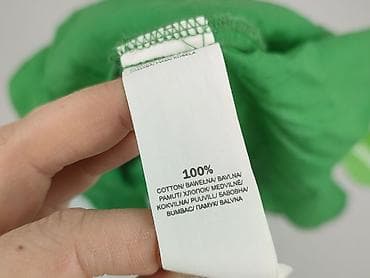 100%
COTTON/ BAWEŁNA/ BAVLNA/
PAMUT/ ХЛОПОК/ MEDVILNĖ/
KOKVILNA/ PUUVILL/ БАВОВНА/
BUMBAC/ ПАМУК/ BALVNA